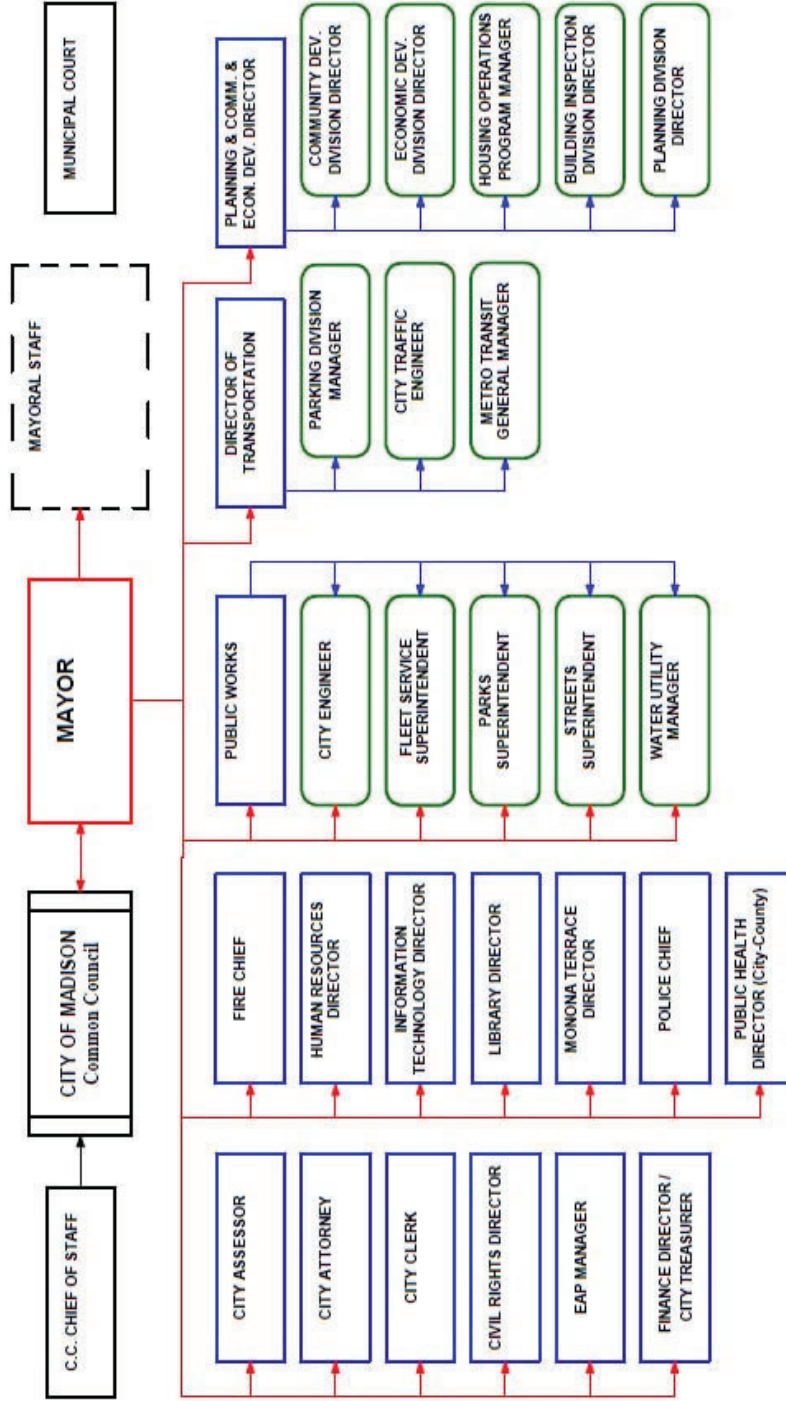 C.C. CHIEF OF STAFF
CITY OF MADISON
Common Council
MAYOR
MAYORAL STAFF
MUNICIPAL COURT
CITY ASSESSOR
CITY ATTORNEY
CITY CLERK
CIVIL RIGHTS DIRECTOR
EAP MANAGER
FINANCE DIRECTOR /
CITY TREASURER
FIRE CHIEF
HUMAN RESOURCES
DIRECTOR
INFORMATION
TECHNOLOGY DIRECTOR
LIBRARY DIRECTOR
MONONA TERRACE
DIRECTOR
POLICE CHIEF
PUBLIC HEALTH
DIRECTOR (City-County)
PUBLIC WORKS
CITY ENGINEER
FLEET SERVICE
SUPERINTENDENT
PARKS
SUPERINTENDENT
STREETS
SUPERINTENDENT
WATER UTILITY
MANAGER
DIRECTOR OF
TRANSPORTATION
PARKING DIVISION
MANAGER
CITY TRAFFIC
ENGINEER
METRO TRANSIT
GENERAL MANAGER
PLANNING & COMM. &
ECON. DEV. DIRECTOR
COMMUNITY DEV.
DIVISION DIRECTOR
ECONOMIC DEV.
DIVISION DIRECTOR
HOUSING OPERATIONS
PROGRAM MANAGER
BUILDING INSPECTION
DIVISION DIRECTOR
PLANNING DIVISION
DIRECTOR